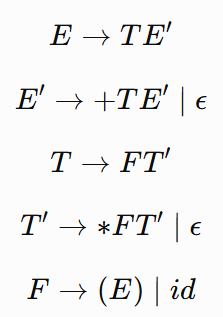 E → TE′
E′ → +TE′ | ϵ
T → FT′
T′ → *FT′ | ϵ
F → (E) | id